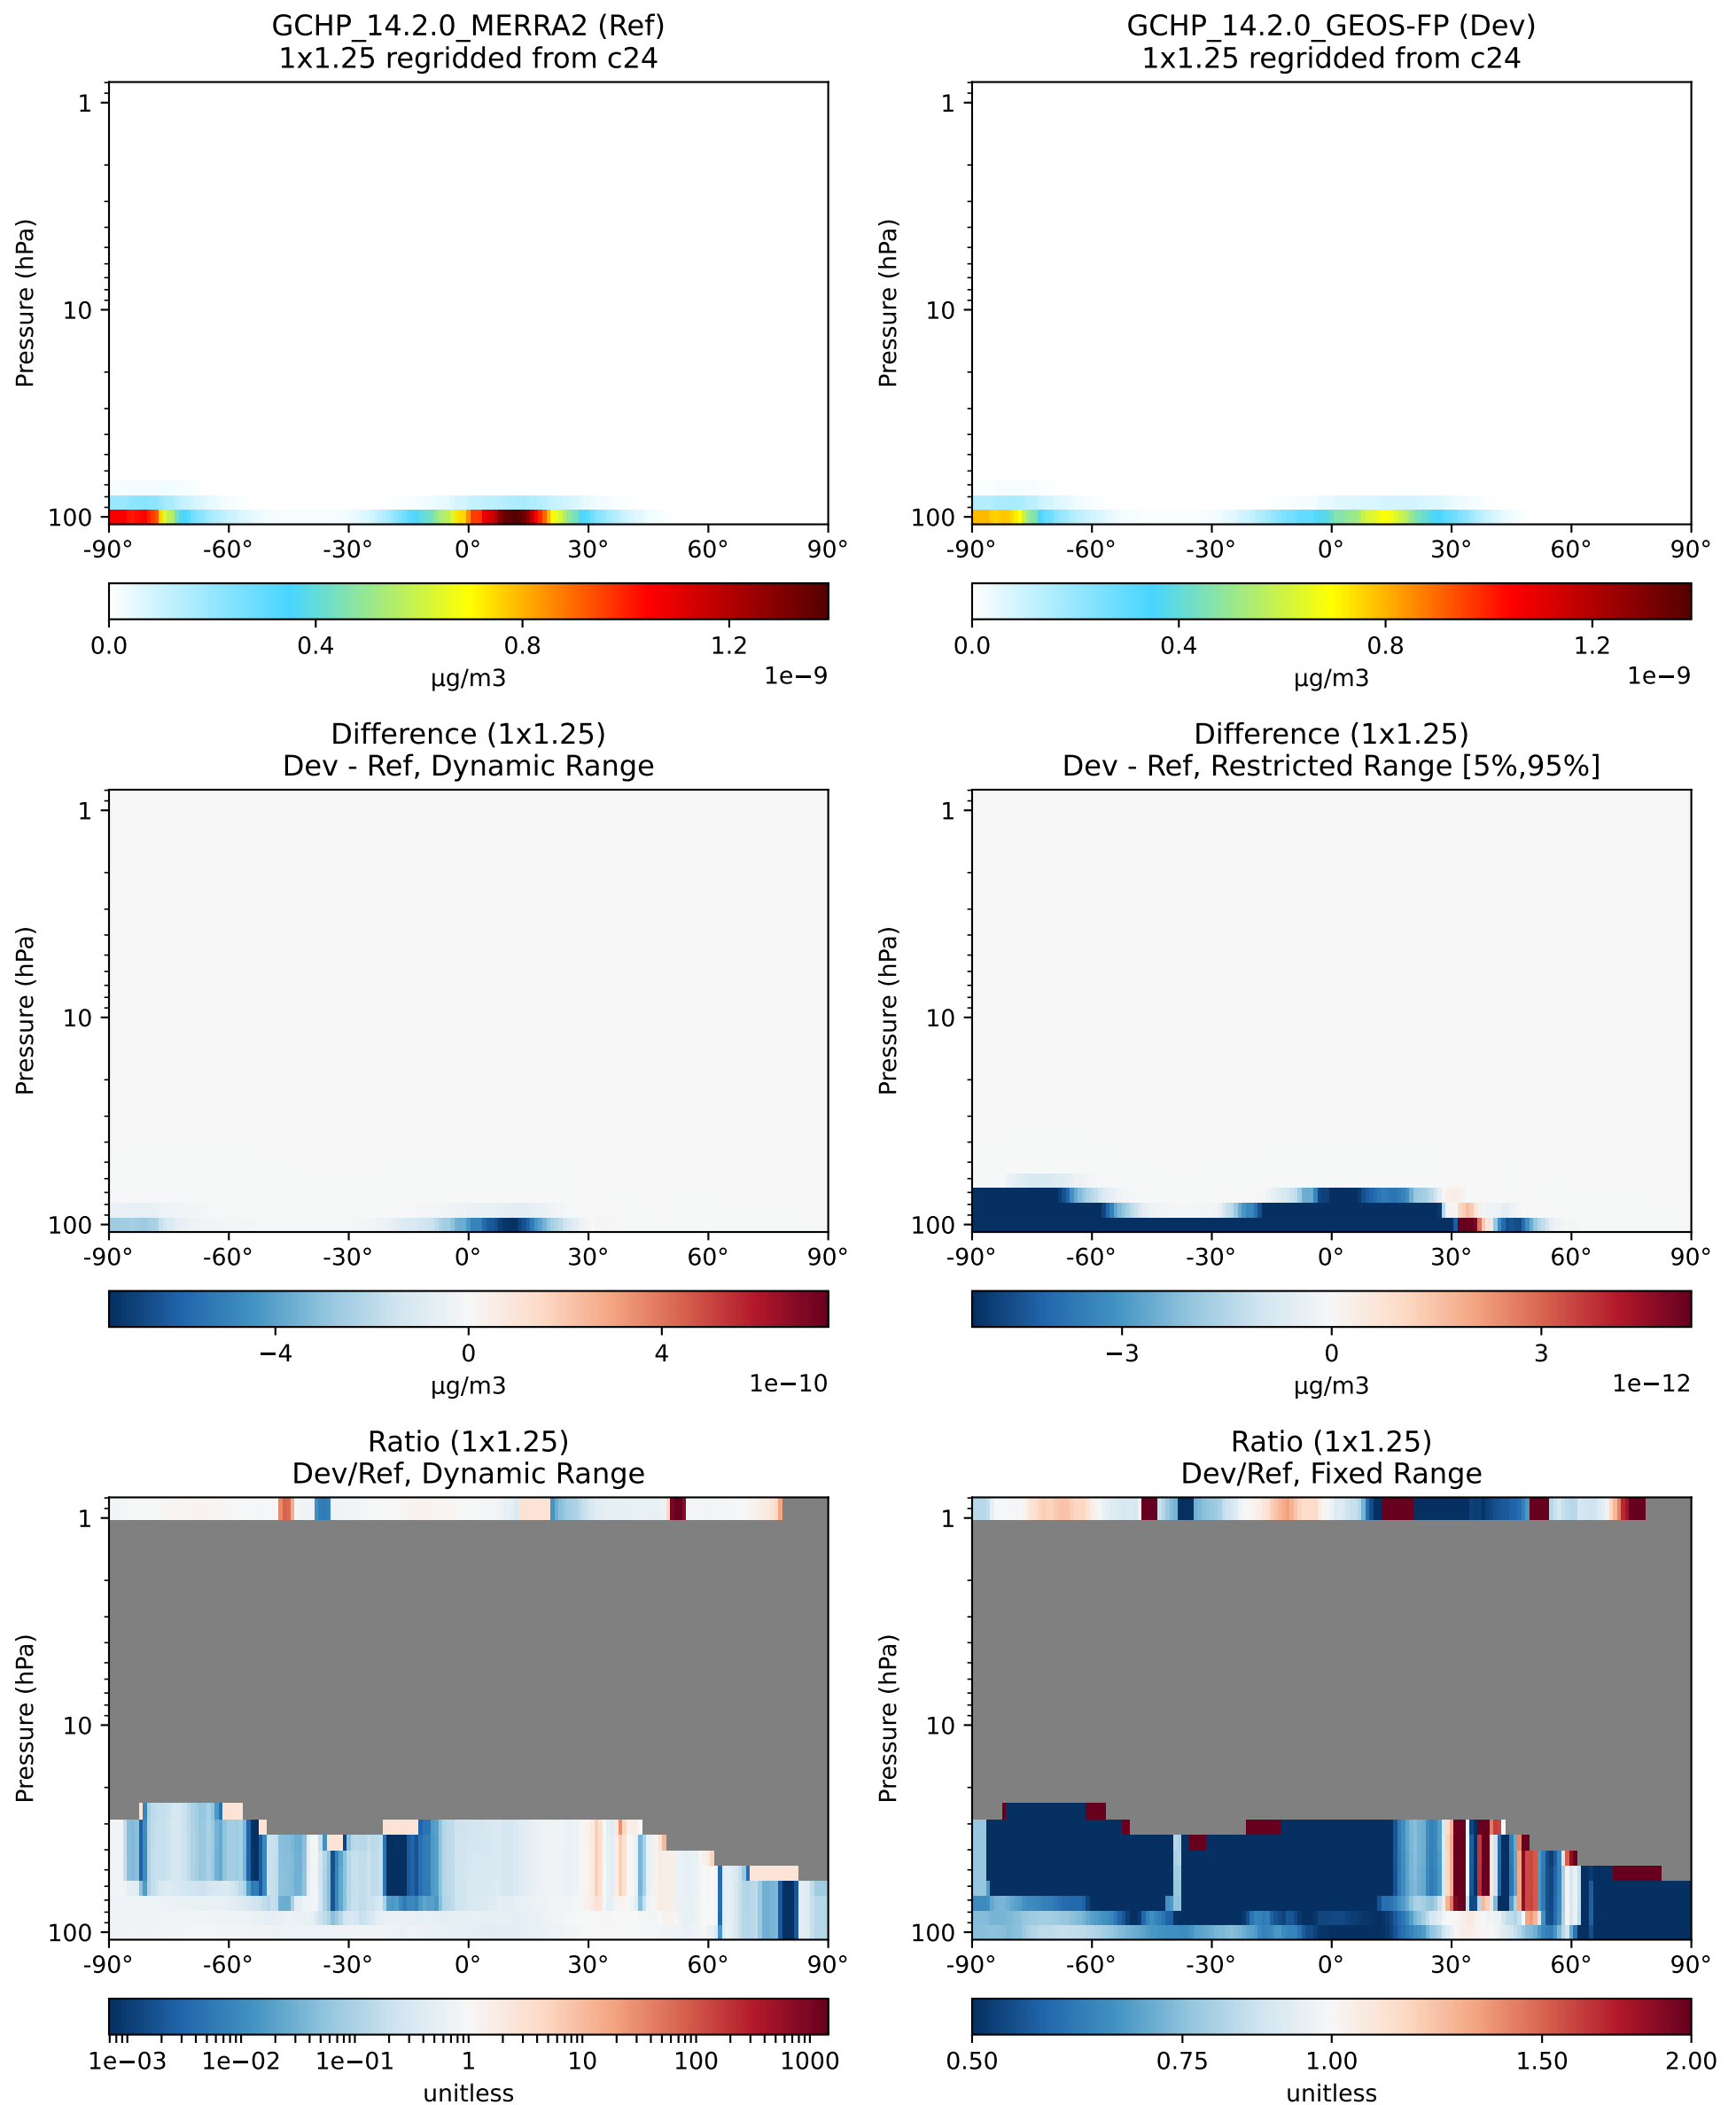 GCHP_14.2.0_MERRA2 (Ref)
1x1.25 regridded from c24
Pressure (hPa)
1
10
100
-90° -60° -30° 0° 30° 60° 90°
0.0 0.4 0.8 1.2
µg/m3 1e−9
GCHP_14.2.0_GEOS-FP (Dev)
1x1.25 regridded from c24
Pressure (hPa)
1
10
100
-90° -60° -30° 0° 30° 60° 90°
0.0 0.4 0.8 1.2
µg/m3 1e−9
Difference (1x1.25)
Dev - Ref, Dynamic Range
Pressure (hPa)
1
10
100
-90° -60° -30° 0° 30° 60° 90°
−4 0 4
µg/m3 1e−10
Difference (1x1.25)
Dev - Ref, Restricted Range [5%,95%]
Pressure (hPa)
1
10
100
-90° -60° -30° 0° 30° 60° 90°
−3 0 3
µg/m3 1e−12
Ratio (1x1.25)
Dev/Ref, Dynamic Range
Pressure (hPa)
1
10
100
-90° -60° -30° 0° 30° 60° 90°
1e−03 1e−02 1e−01 1 10 100 1000
unitless
Ratio (1x1.25)
Dev/Ref, Fixed Range
Pressure (hPa)
1
10
100
-90° -60° -30° 0° 30° 60° 90°
0.50 0.75 1.00 1.50 2.00
unitless